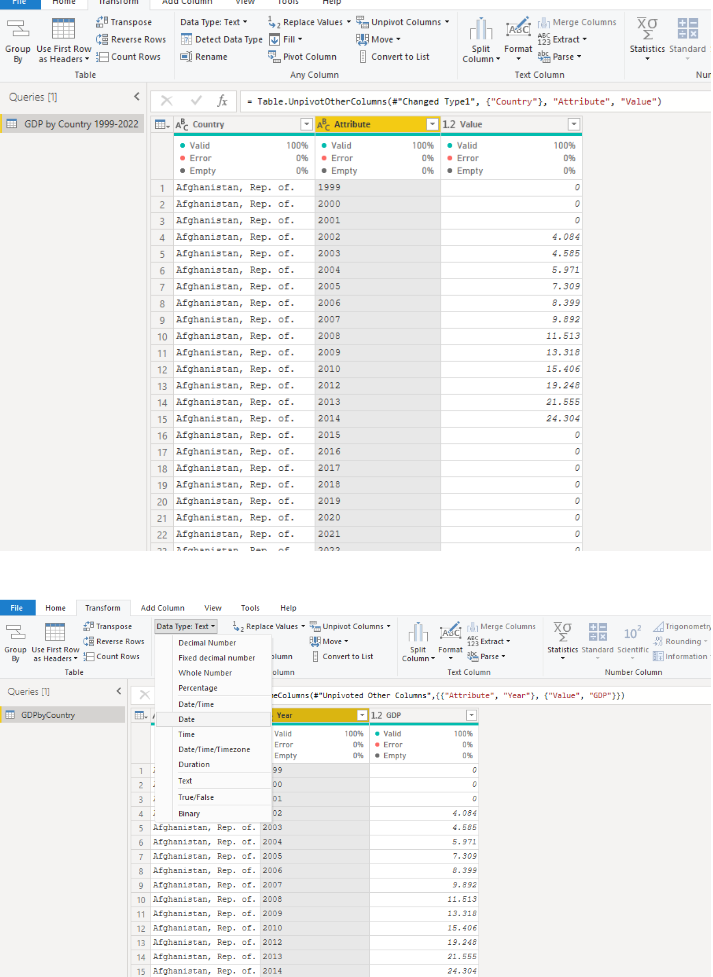 File Home Transform Add Column View Tools Help
Transpose Data Type: Text Replace Values Unpivot Columns Merge Columns
Group By Use First Row as Headers Reverse Rows Detect Data Type Fill Move Split Column Format Extract Statistics Standard
Count Rows Rename Pivot Column Convert to List Parse
Table Any Column Text Column
Queries [1] = Table.UnpivotOtherColumns(#"Changed Type1", {"Country"}, "Attribute", "Value")
GDP by Country 1999-2022 Country Attribute 1.2 Value
Valid 100% Valid 100% Valid 100%
Error 0% Error 0% Error 0%
Empty 0% Empty 0% Empty 0%
1 Afghanistan, Rep. of. 1999 0
2 Afghanistan, Rep. of. 2000 0
3 Afghanistan, Rep. of. 2001 0
4 Afghanistan, Rep. of. 2002 4.084
5 Afghanistan, Rep. of. 2003 4.585
6 Afghanistan, Rep. of. 2004 5.971
7 Afghanistan, Rep. of. 2005 7.309
8 Afghanistan, Rep. of. 2006 8.399
9 Afghanistan, Rep. of. 2007 9.892
10 Afghanistan, Rep. of. 2008 11.513
11 Afghanistan, Rep. of. 2009 13.318
12 Afghanistan, Rep. of. 2010 15.406
13 Afghanistan, Rep. of. 2012 19.248
14 Afghanistan, Rep. of. 2013 21.555
15 Afghanistan, Rep. of. 2014 24.304
16 Afghanistan, Rep. of. 2015 0
17 Afghanistan, Rep. of. 2016 0
18 Afghanistan, Rep. of. 2017 0
19 Afghanistan, Rep. of. 2018 0
20 Afghanistan, Rep. of. 2019 0
21 Afghanistan, Rep. of. 2020 0
22 Afghanistan, Rep. of. 2021 0
File Home Transform Add Column View Tools Help
Transpose Data Type: Text Replace Values Unpivot Columns Merge Columns Trigonometry
Group By Use First Row as Headers Reverse Rows Move Split Column Format Extract Statistics Standard Scientific Rounding
Count Rows Convert to List Parse Information
Table Text Column Number Column
Decimal Number
Fixed decimal number
Whole Number
Percentage
Date/Time
Date
Time
Date/Time/Timezone
Duration
Text
True/False
Binary
Queries [1] meColumns(#"Unpivoted Other Columns",{{"Attribute", "Year"}, {"Value", "GDP"}})
GDPbyCountry Year 1.2 GDP
Valid 100% Valid 100%
Error 0% Error 0%
Empty 0% Empty 0%
1 99 0
2 00 0
3 01 0
4 02 4.084
5 Afghanistan, Rep. of. 2003 4.585
6 Afghanistan, Rep. of. 2004 5.971
7 Afghanistan, Rep. of. 2005 7.309
8 Afghanistan, Rep. of. 2006 8.399
9 Afghanistan, Rep. of. 2007 9.892
10 Afghanistan, Rep. of. 2008 11.513
11 Afghanistan, Rep. of. 2009 13.318
12 Afghanistan, Rep. of. 2010 15.406
13 Afghanistan, Rep. of. 2012 19.248
14 Afghanistan, Rep. of. 2013 21.555
15 Afghanistan, Rep. of. 2014 24.304